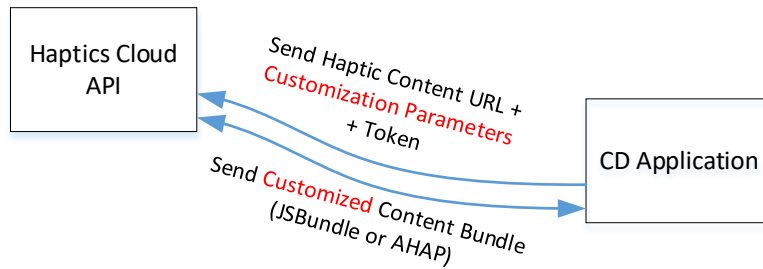 Haptics Cloud
API
Send Haptic Content URL +
Customization Parameters
+ Token
CD Application
Send Customized Content Bundle
(JSBundle or AHAP)